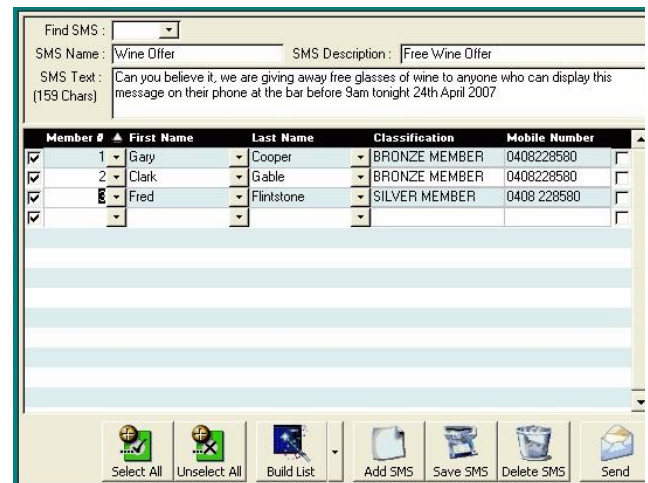 Find SMS :
SMS Name : Wine Offer SMS Description : Free Wine Offer
SMS Text : Can you believe it, we are giving away free glasses of wine to anyone who can display this
(159 Chars) message on their phone at the bar before 9am tonight 24th April 2007
Member # First Name Last Name Classification Mobile Number
1 Gary Cooper BRONZE MEMBER 0408228580
2 Clark Gable BRONZE MEMBER 0408228580
3 Fred Flintstone SILVER MEMBER 0408 228580
Select All Unselect All Build List Add SMS Save SMS Delete SMS Send